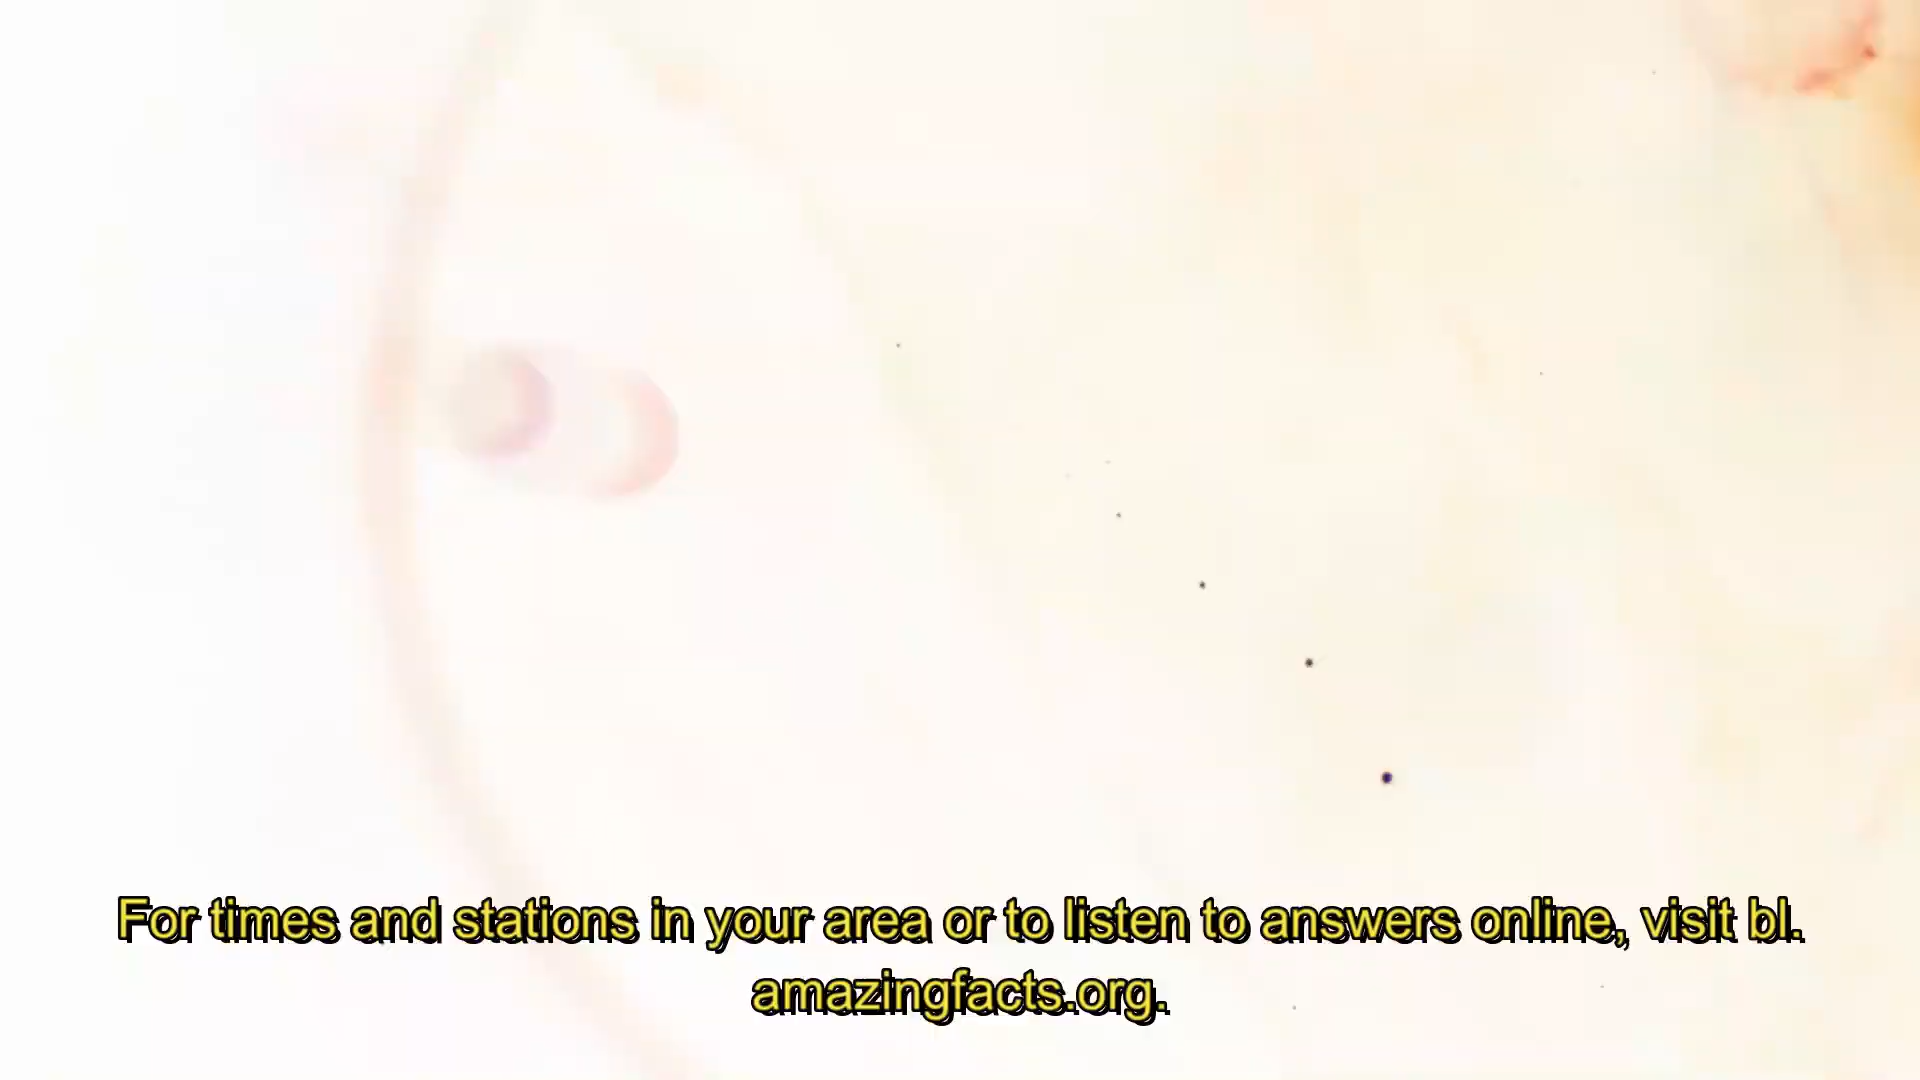 For times and stations in your area or to listen to answers online, visit bl.
amazingfacts.org.